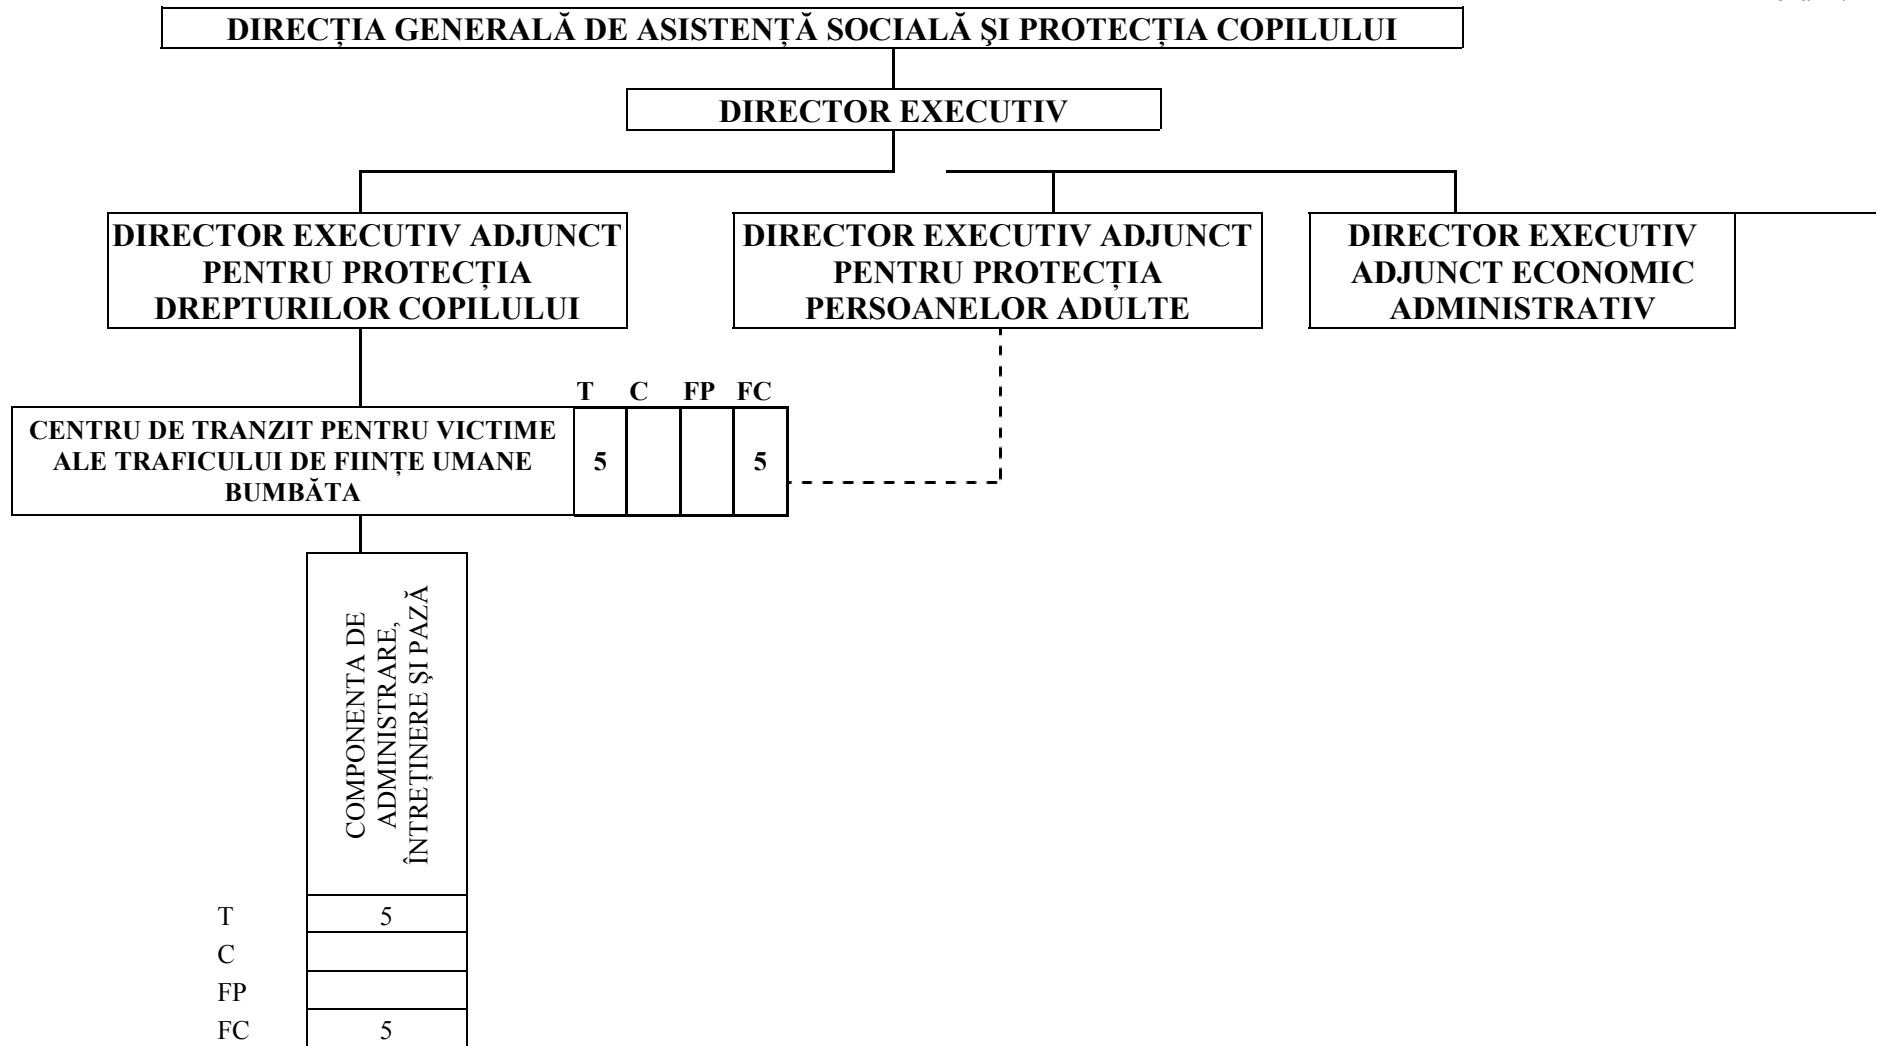 DIRECȚIA GENERALĂ DE ASISTENȚĂ SOCIALĂ ŞI PROTECȚIA COPILULUI
DIRECTOR EXECUTIV
DIRECTOR EXECUTIV ADJUNCT
PENTRU PROTECȚIA
DREPTURILOR COPILULUI
DIRECTOR EXECUTIV ADJUNCT
PENTRU PROTECȚIA
PERSOANELOR ADULTE
DIRECTOR EXECUTIV
ADJUNCT ECONOMIC
ADMINISTRATIV
T C FP FC
CENTRU DE TRANZIT PENTRU VICTIME
ALE TRAFICULUI DE FIINȚE UMANE
BUMBĂTA
5 5
COMPONENTA DE
ADMINISTRARE,
ÎNTREȚINERE ŞI PAZĂ
T 5
C
FP
FC 5